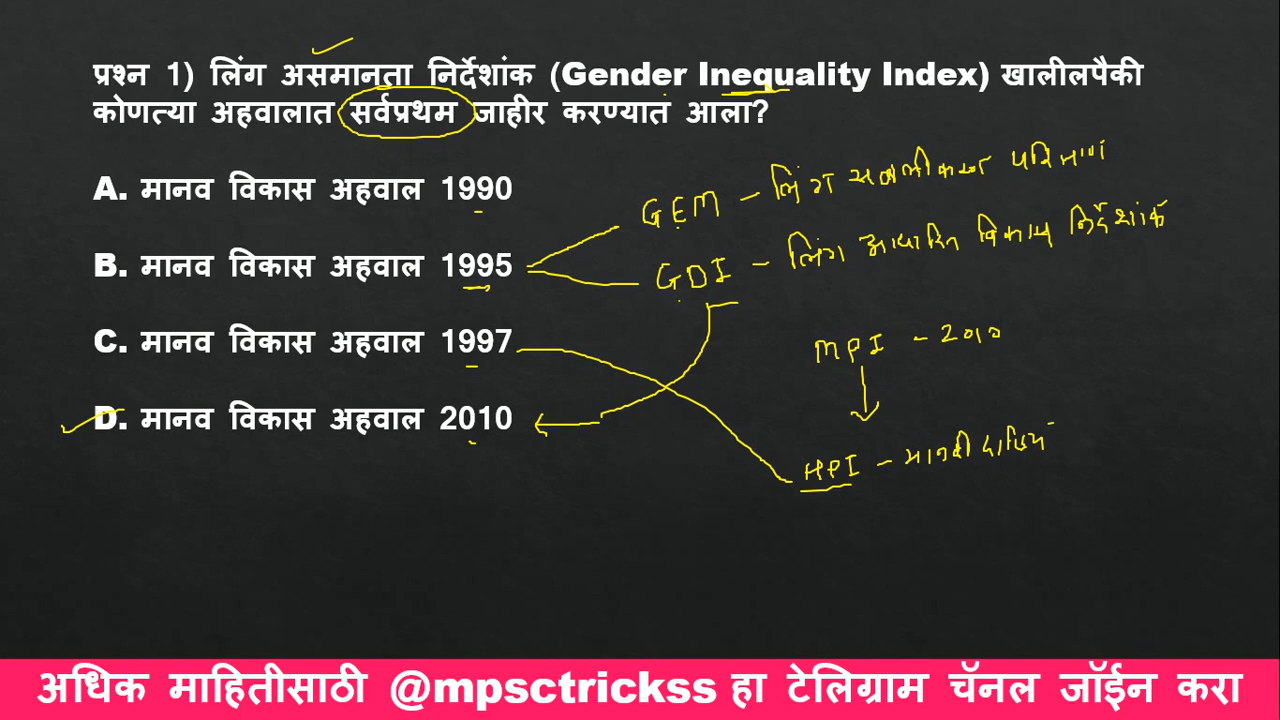 प्रश्न 1) लिंग असमानता निर्देशांक (Gender Inequality Index) खालीलपैकी
कोणत्या अहवालात सर्वप्रथम जाहीर करण्यात आला?
A. मानव विकास अहवाल 1990
GEM – लिंग सबलीकरण परिमाण
B. मानव विकास अहवाल 1995
GDI – लिंग आधारित विकास निर्देशांक
C. मानव विकास अहवाल 1997
MPI – 2010
D. मानव विकास अहवाल 2010
HPI – मानवी दारिद्र्य
अधिक माहितीसाठी @mpsctrickss हा टेलिग्राम चॅनल जॉईन करा